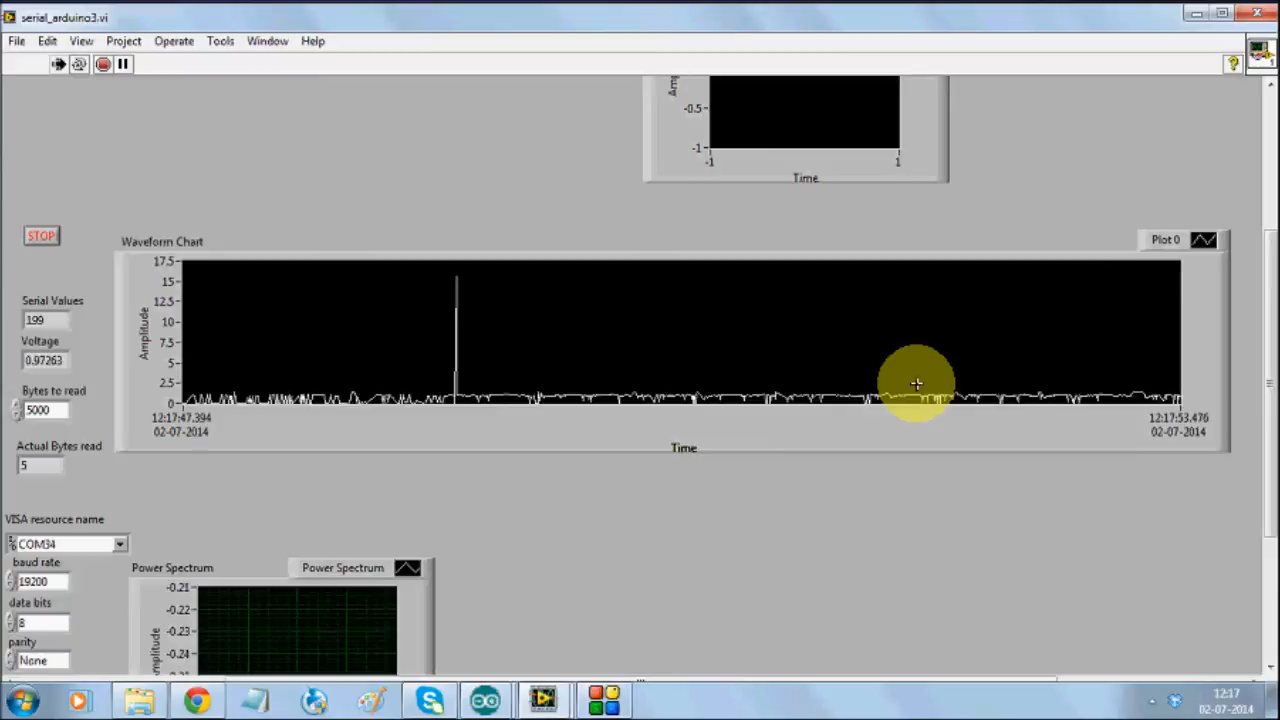 serial_arduino3.vi
File Edit View Project Operate Tools Window Help
-0.5
-1
-1 1
Time
STOP
Waveform Chart
Plot 0
17.5
15
12.5
10
7.5
5
2.5
0
Amplitude
12:17:47.394
02-07-2014
12:17:53.476
02-07-2014
Time
Serial Values
199
Voltage
0.97263
Bytes to read
5000
Actual Bytes read
5
VISA resource name
COM34
baud rate
19200
data bits
8
parity
None
Power Spectrum
Power Spectrum
-0.21
-0.22
-0.23
-0.24
12:17
02-07-2014